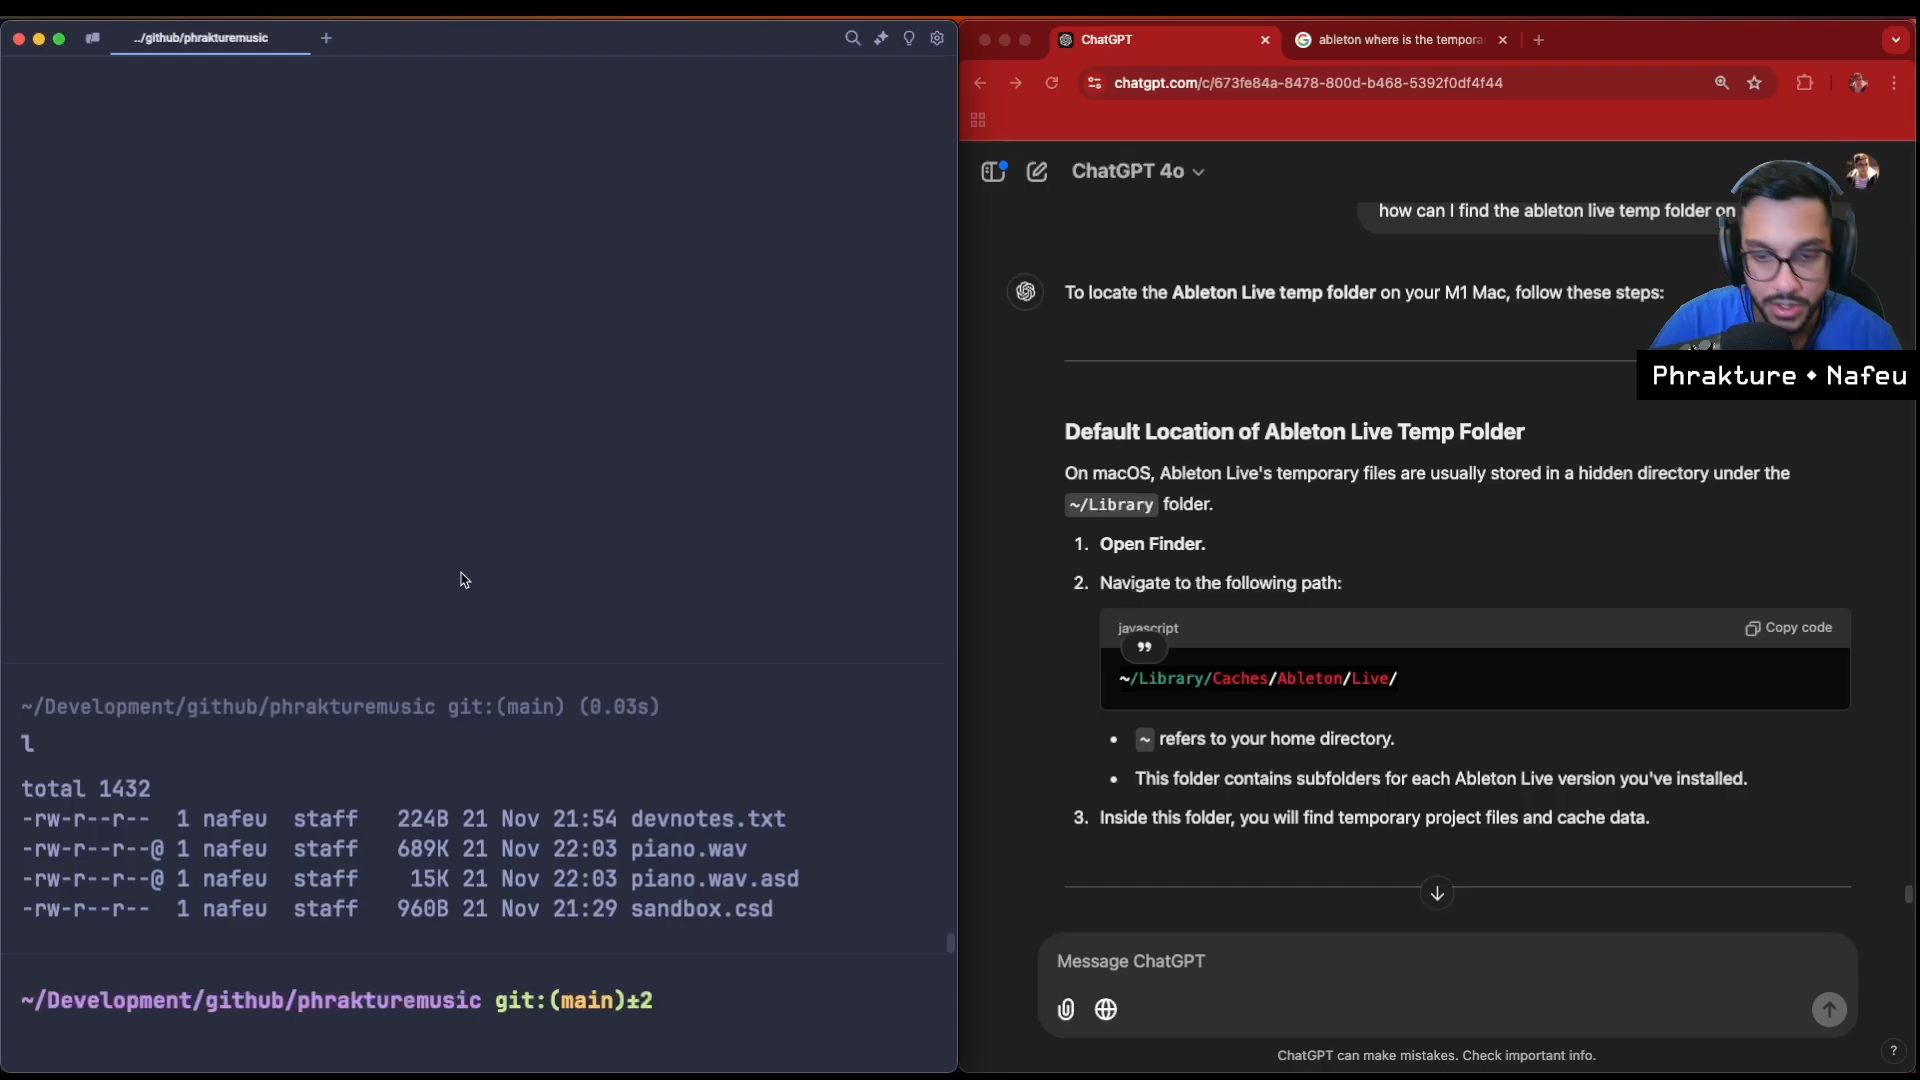 ../github/phrakturemusic
~/Development/github/phrakturemusic git:(main) (0.03s)
l
total 1432
-rw-r--r--  1 nafeu  staff   224B 21 Nov 21:54 devnotes.txt
-rw-r--r--@ 1 nafeu  staff   689K 21 Nov 22:03 piano.wav
-rw-r--r--@ 1 nafeu  staff    15K 21 Nov 22:03 piano.wav.asd
-rw-r--r--  1 nafeu  staff   960B 21 Nov 21:29 sandbox.csd
~/Development/github/phrakturemusic git:(main)±2
ChatGPT
ableton where is the tempora
chatgpt.com/c/673fe84a-8478-800d-b468-5392f0df4f44
ChatGPT 4o
how can I find the ableton live temp folder on
To locate the Ableton Live temp folder on your M1 Mac, follow these steps:
Phrakture • Nafeu
Default Location of Ableton Live Temp Folder
On macOS, Ableton Live's temporary files are usually stored in a hidden directory under the
~/Library folder.
1. Open Finder.
2. Navigate to the following path:
javascript
Copy code
~/Library/Caches/Ableton/Live/
• ~ refers to your home directory.
• This folder contains subfolders for each Ableton Live version you've installed.
3. Inside this folder, you will find temporary project files and cache data.
Message ChatGPT
ChatGPT can make mistakes. Check important info.
?